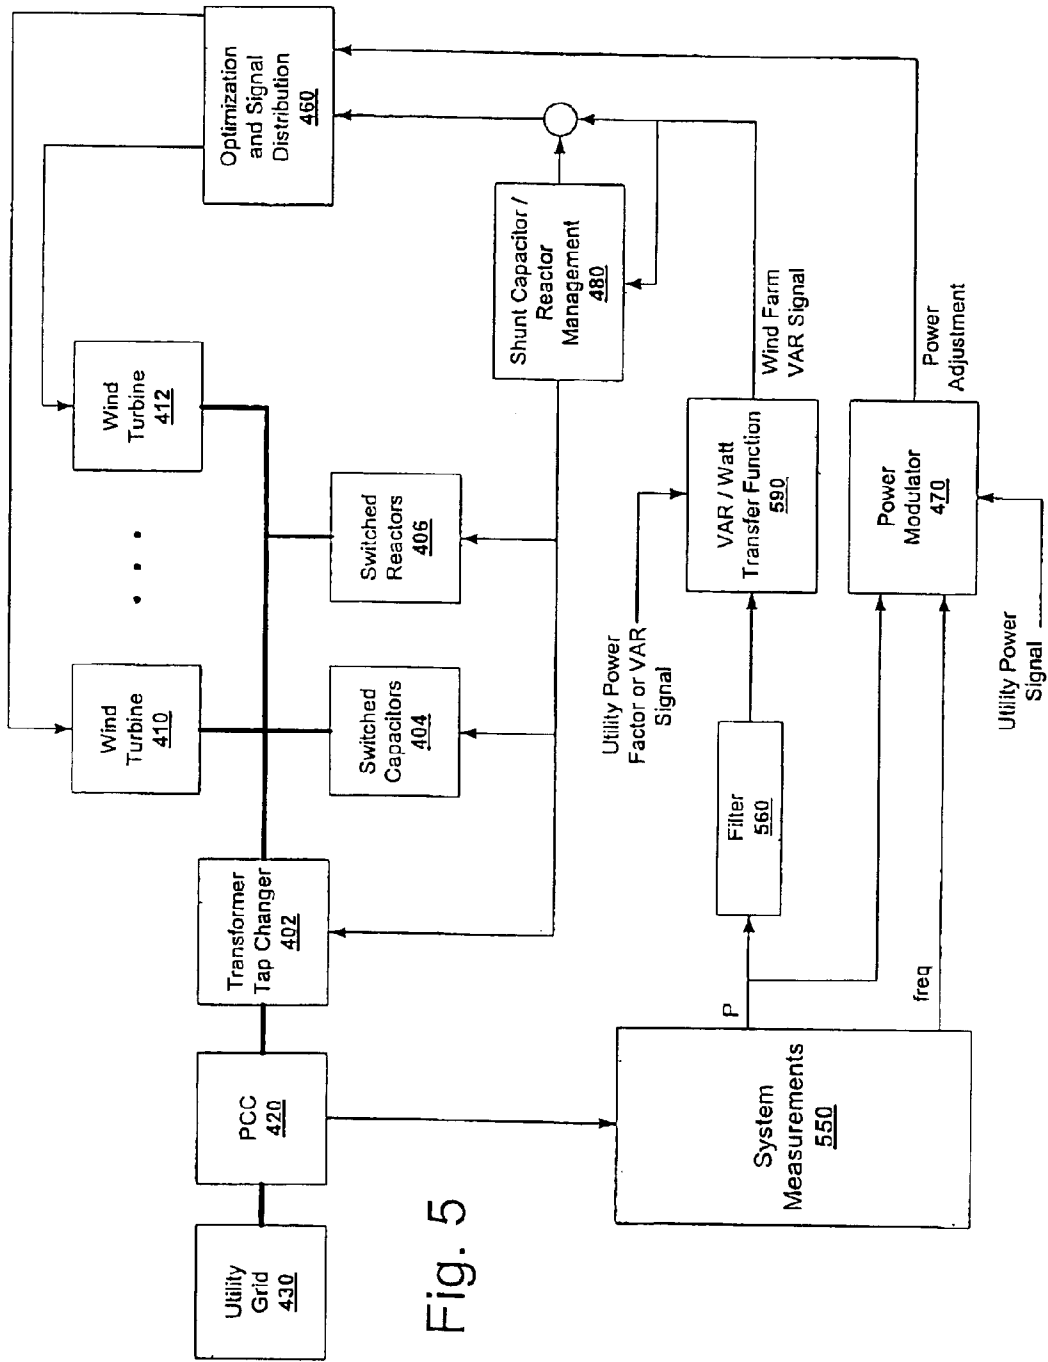 Utility
Grid
430
PCC
420
Transformer
Tap Changer
402
Wind
Turbine
410
Wind
Turbine
412
Optimization
and Signal
Distribution
460
Switched
Capacitors
404
Switched
Reactors
406
Shunt Capacitor /
Reactor
Management
480
Utility Power
Factor or VAR
Signal
System
Measurements
550
P
freq
Filter
560
VAR / Watt
Transfer Function
590
Wind Farm
VAR Signal
Power
Modulator
470
Power
Adjustment
Utility Power
Signal
Fig. 5